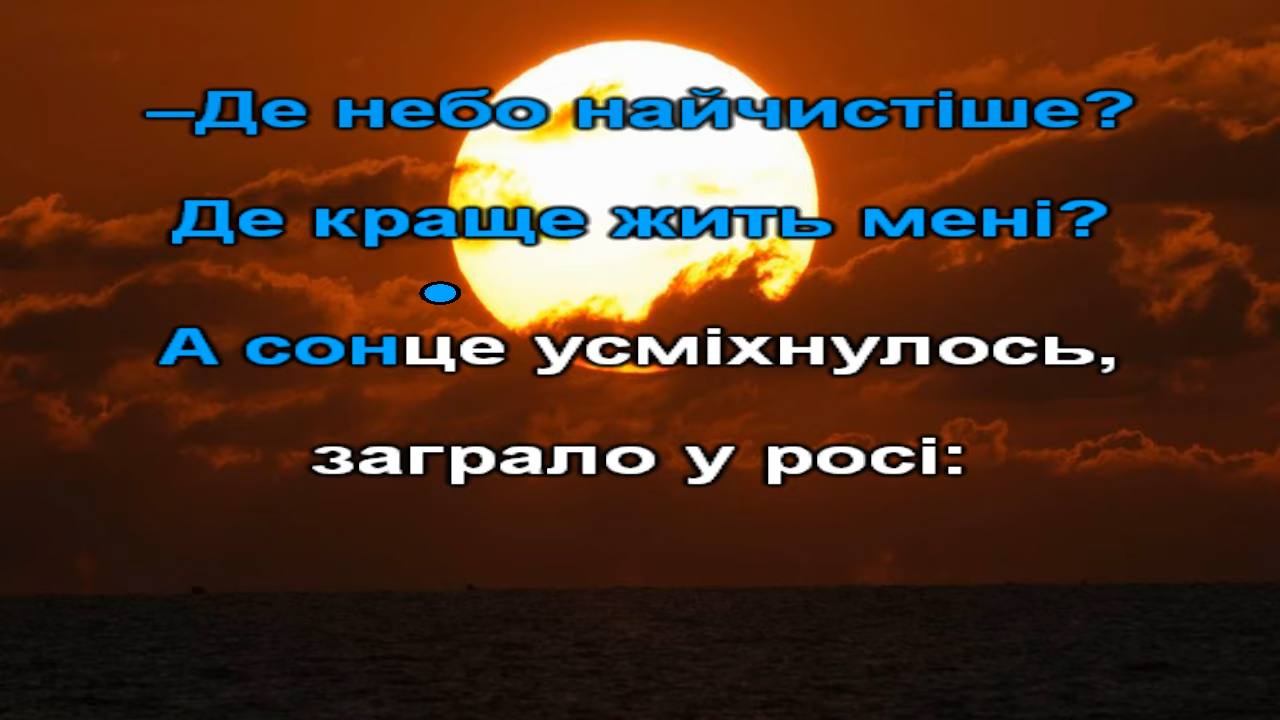 –Де небо найчистіше?
Де краще жить мені?
А сонце усміхнулось,
заграло у росі: